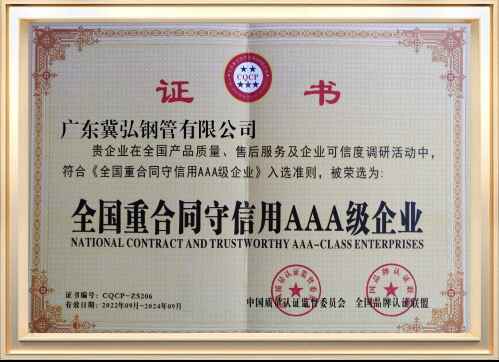 CQCP
证 书
广东冀弘钢管有限公司
贵企业在全国产品质量、售后服务及企业可信度调研活动中,
符合《全国重合同守信用AAA级企业》入选准则,被荣选为:
全国重合同守信用AAA级企业
NATIONAL CONTRACT AND TRUSTWORTHY AAA-CLASS ENTERPRISES
证书编号:CQCP-ZS206
有效日期:2022年09月-2024年09月
中国质量认证监督委员会 全国品牌认证联盟